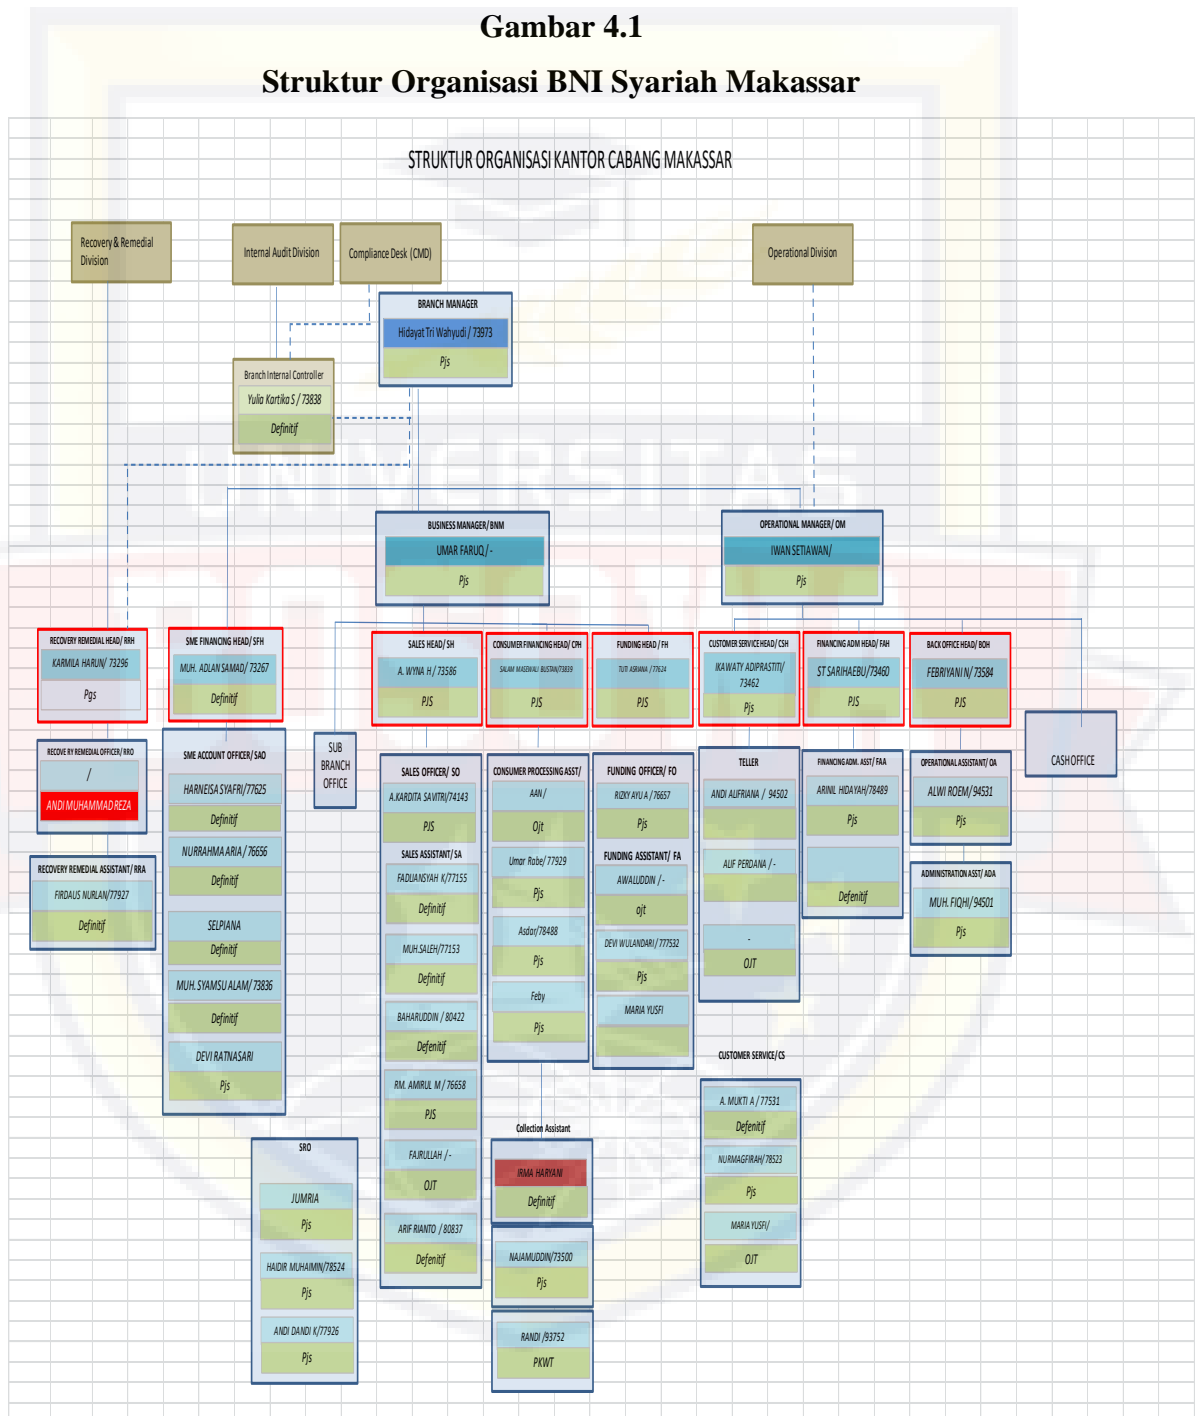 Gambar 4.1
Struktur Organisasi BNI Syariah Makassar
STRUKTUR ORGANISASI KANTOR CABANG MAKASSAR
Recovery & Remedial
Division
Internal Audit Division
Compliance Desk (CMD)
Operational Division
BRANCH MANAGER
Hidayat Tri Wahyudi / 73973
Pjs
Branch Internal Controller
Yulia Kartika S / 73838
Definitif
UNIVERSITAS
BOSOWA
BUSINESS MANAGER/ BNM
UMAR FARUQ / -
Pjs
OPERATIONAL MANAGER/ OM
IWAN SETIAWAN/
Pjs
RECOVERY REMEDIAL HEAD/ RRH
KARMILA HARUN/ 73296
Pgs
SME FINANCING HEAD/ SFH
MUH. ADLAN SAMAD/ 73267
Definitif
SALES HEAD/ SH
A. WYNA H / 73586
PJS
CONSUMER FINANCING HEAD/ CPH
SALAM MASEWALI BUSTAN/73839
PJS
FUNDING HEAD / FH
TUTI ASRIANA / 77624
PJS
CUSTOMER SERVICE HEAD/ CSH
IKAWATY ADIPRASTITI/
73462
Pjs
FINANCING ADM HEAD/ FAH
ST SARIHAEBU/73460
PJS
BACK OFFICE HEAD/ BOH
FEBRIYANI N/ 73584
PJS
RECOVE RY REMEDIAL OFFICER/ RRO
/
ANDI MUHAMMAD REZA
RECOVERY REMEDIAL ASSISTANT/ RRA
FIRDAUS NURLAN/77927
Definitif
SME ACCOUNT OFFICER/ SAO
HARNEISA SYAFRI/77625
Definitif
NURRAHMA ARIA / 76656
Definitif
SELPIANA
Definitif
MUH. SYAMSU ALAM/ 73836
Definitif
DEVI RATNASARI
Pjs
SUB
BRANCH
OFFICE
SALES OFFICER/ SO
A.KARDITA SAVITRI/74143
PJS
SALES ASSISTANT/ SA
FADLIANSYAH K/77155
Definitif
MUH.SALEH/77153
Definitif
BAHARUDDIN / 80422
Defenitif
RM. AMIRUL M / 76658
PJS
FAJRULLAH / -
OJT
ARIF RIANTO / 80837
Defenitif
CONSUMER PROCESSING ASST/
AAN /
Ojt
Umar Rabe/ 77929
Pjs
Asdar/78488
Pjs
Feby
Pjs
FUNDING OFFICER/ FO
RIZKY AYU A / 76657
Pjs
FUNDING ASSISTANT/ FA
AWALUDDIN / -
ojt
DEVI WULANDARI / 777532
Pjs
MARIA YUSFI
TELLER
ANDI ALIFRIANA / 94502
ALIF PERDANA / -
-
OJT
FINANCING ADM. ASST/ FAA
ARINIL HIDAYAH/78489
Pjs
Defenitif
OPERATIONAL ASSISTANT/ OA
ALWI ROEM/ 94531
Pjs
ADMINISTRATION ASST/ ADA
MUH. FIQHI/ 94501
Pjs
CASH OFFICE
CUSTOMER SERVICE/ CS
A. MUKTI A / 77531
Defenitif
NURMAGFIRAH/78523
Pjs
MARIA YUSFI/
OJT
SRO
JUMRIA
Pjs
HAIDIR MUHAIMIN/78524
Pjs
ANDI DANDI K/77926
Pjs
Collection Assistant
IRMA HARYANI
Definitif
NAJAMUDDIN/73500
Pjs
RANDI /93752
PKWT